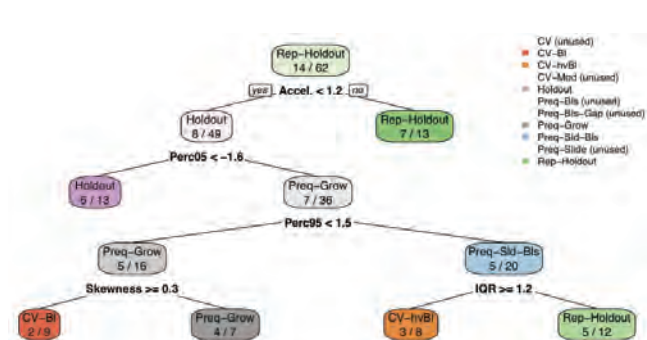 Rep-Holdout
14 / 62
yes Accel. < 1.2 no
Holdout
8 / 49
Rep-Holdout
7 / 13
Perc05 < -1.6
Holdout
6 / 13
Preq-Grow
7 / 36
Perc95 < 1.5
Preq-Grow
5 / 16
Preq-Sld-Bls
5 / 20
Skewness >= 0.3
IQR >= 1.2
CV-Bl
2 / 9
Preq-Grow
4 / 7
CV-hvBl
3 / 8
Rep-Holdout
5 / 12
CV (unused)
CV-Bl
CV-hvBl
CV-Mod (unused)
Holdout
Preq-Bls (unused)
Preq-Bls-Gap (unused)
Preq-Grow
Preq-Sld-Bls
Preq-Slide (unused)
Rep-Holdout